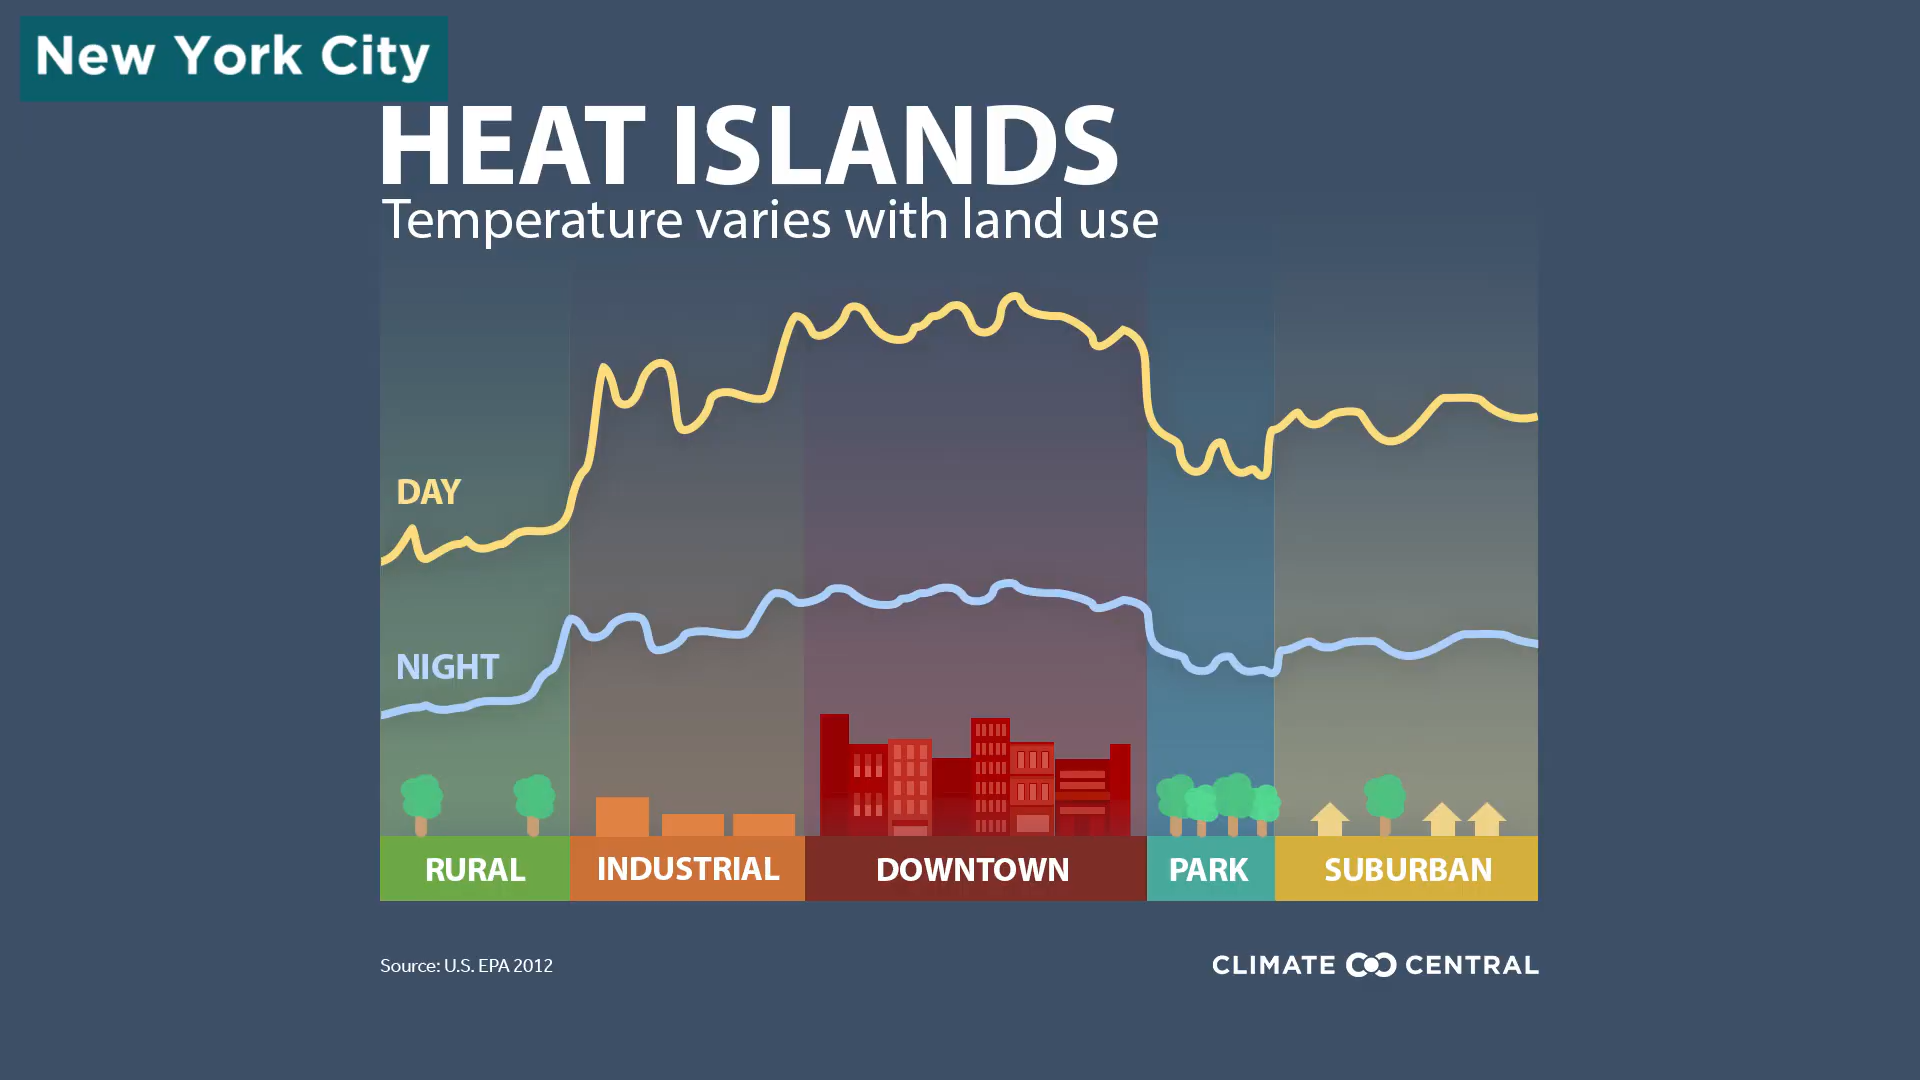 New York City
HEAT ISLANDS
Temperature varies with land use
DAY
NIGHT
RURAL
INDUSTRIAL
DOWNTOWN
PARK
SUBURBAN
Source: U.S. EPA 2012
CLIMATE CENTRAL